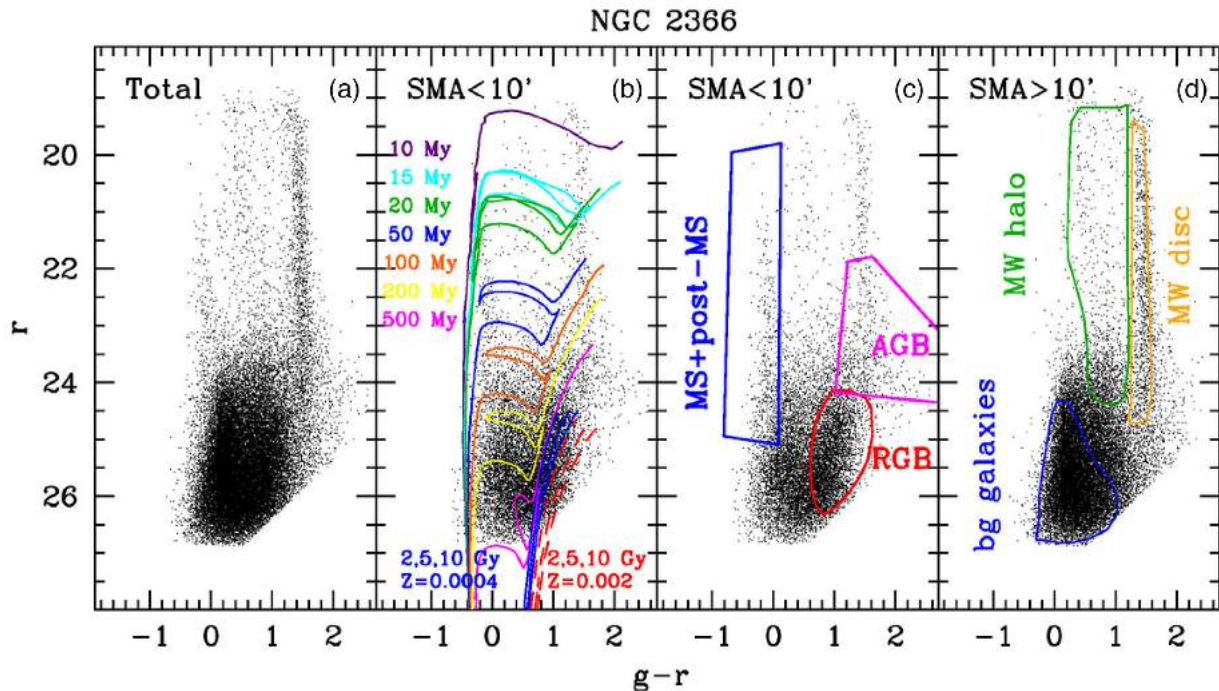 NGC 2366
Total (a)
SMA<10' (b)
SMA<10' (c)
SMA>10' (d)
10 My
15 My
20 My
50 My
100 My
200 My
500 My
2,5,10 Gy
Z=0.0004
2,5,10 Gy
Z=0.002
MS+post-MS
AGB
RGB
MW halo
MW disc
bg galaxies
r
20
22
24
26
-1 0 1 2 -1 0 1 2 -1 0 1 2 -1 0 1 2
g-r